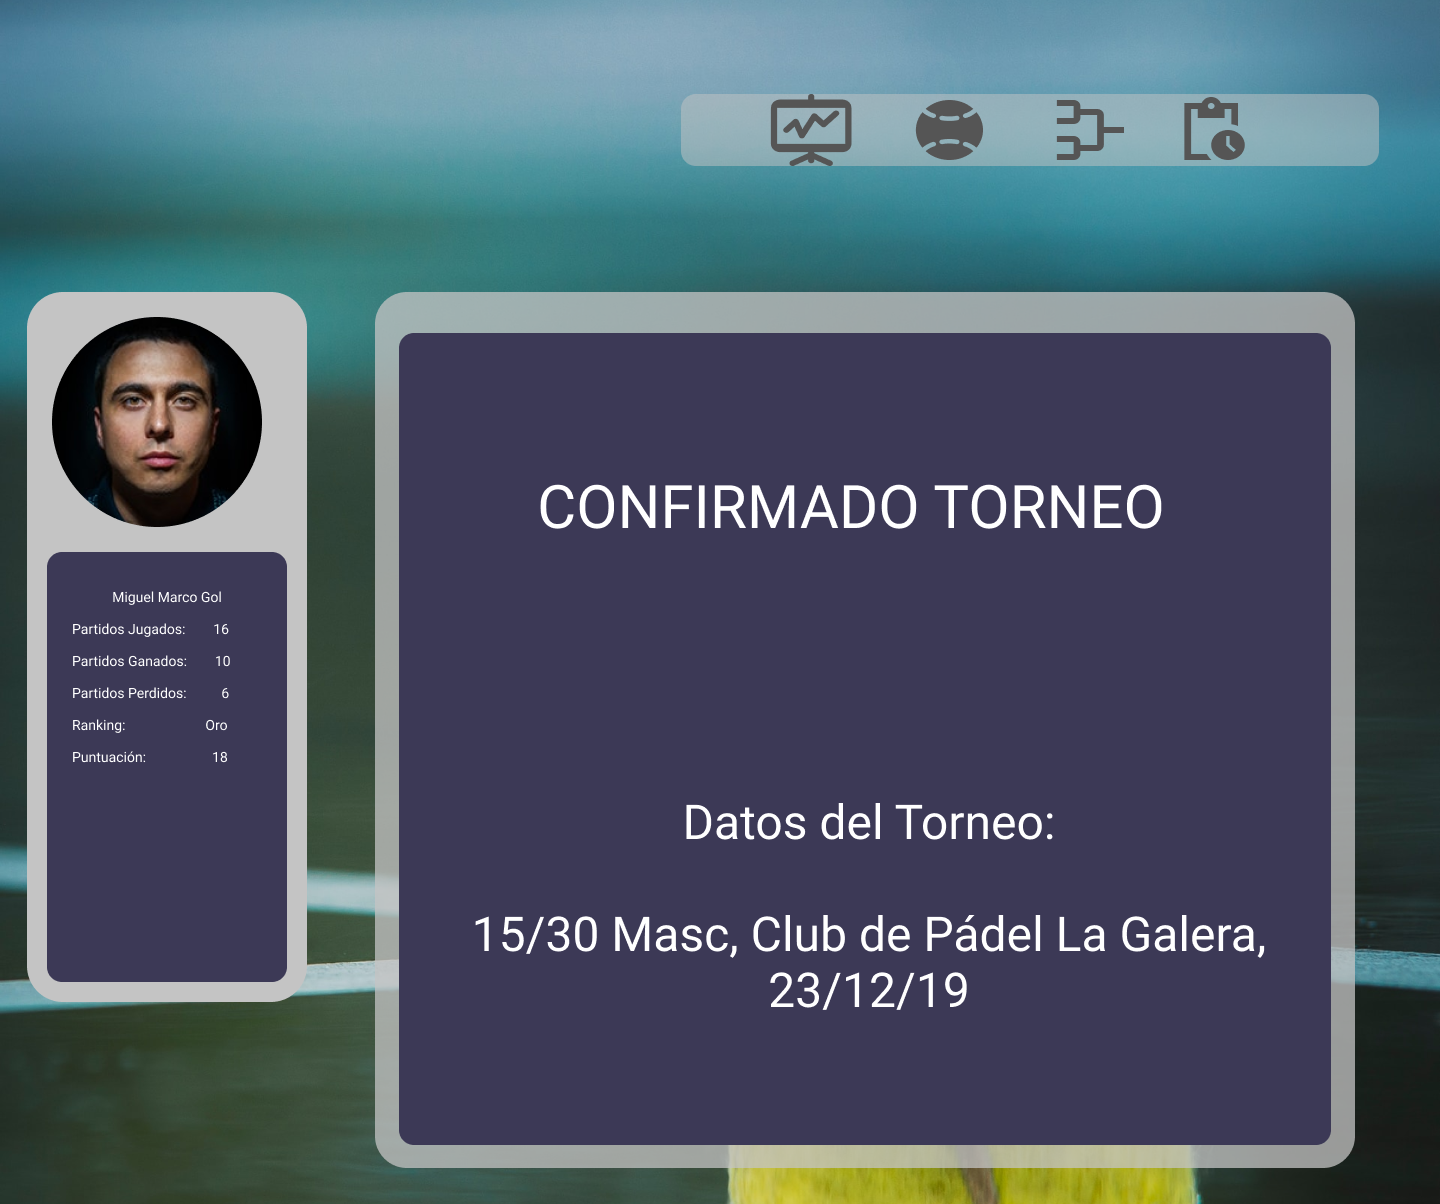 Miguel Marco Gol
Partidos Jugados: 16
Partidos Ganados: 10
Partidos Perdidos: 6
Ranking: Oro
Puntuación: 18
CONFIRMADO TORNEO
Datos del Torneo:
15/30 Masc, Club de Pádel La Galera,
23/12/19